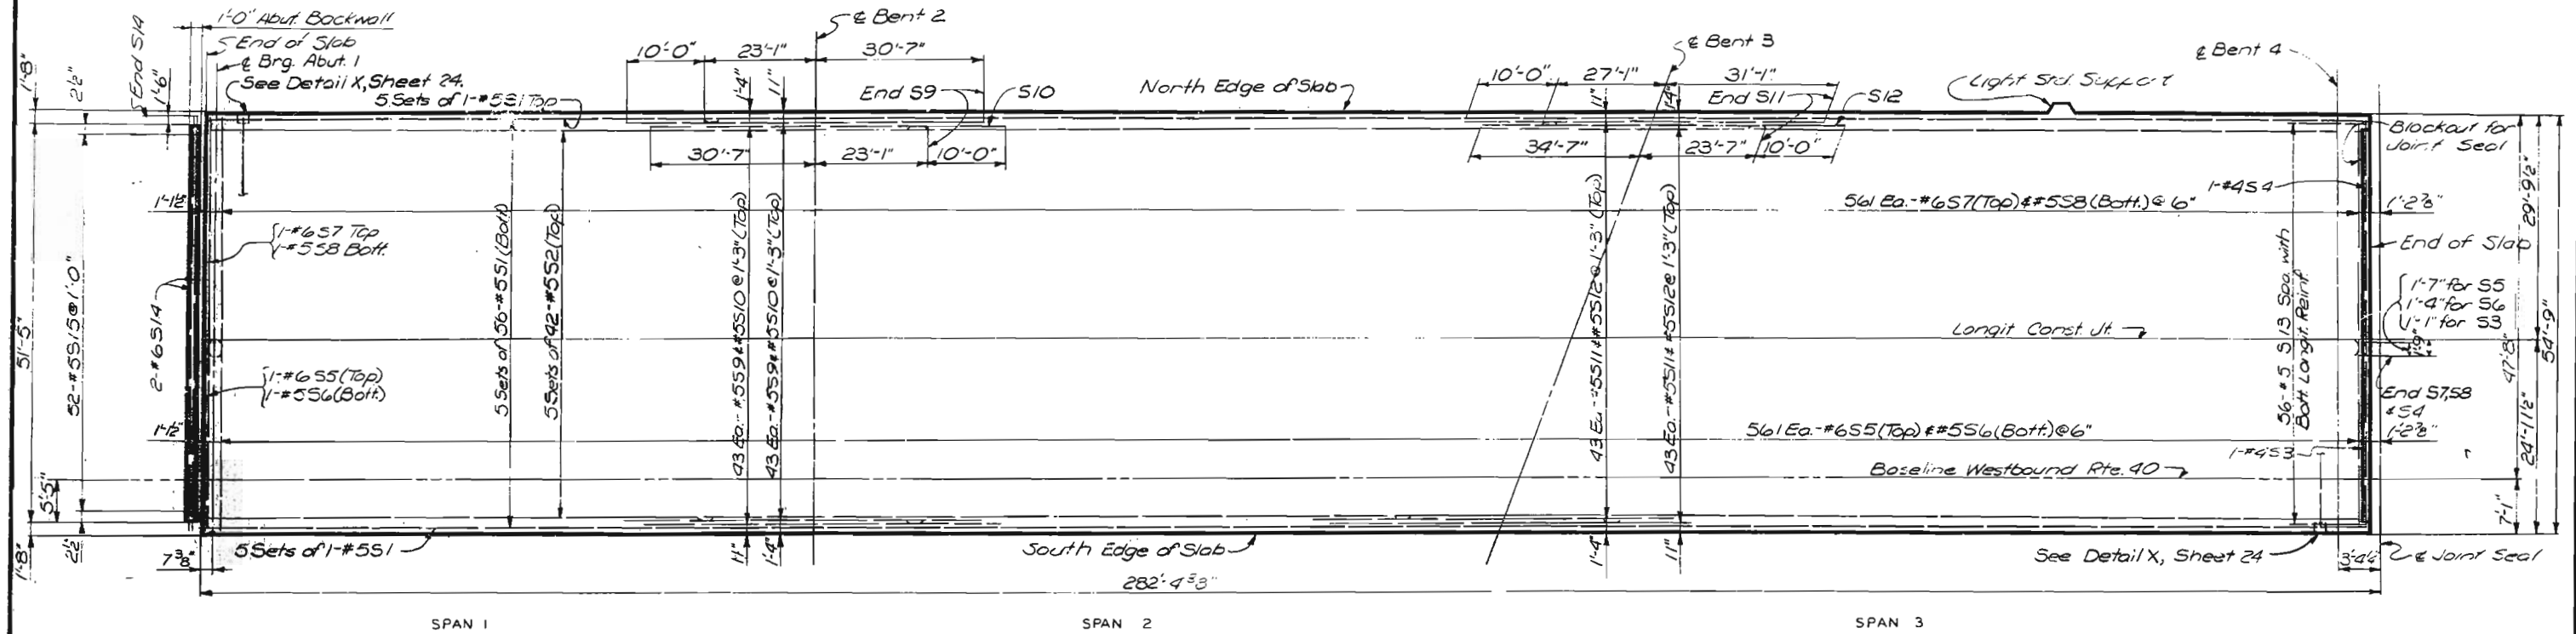 1'-0" Abut. Backwall
End of Slab
℄ Brg. Abut. 1
See Detail X, Sheet 24.
5 Sets of 1-#5S1 Top
End S14
1'-8"
2½"
1'-6"
10'-0"
23'-1"
℄ Bent 2
30'-7"
1'-4"
11"
End S9
S10
North Edge of Slab
℄ Bent 3
10'-0"
27'-1"
31'-1"
11"
1'-4"
End S11
S12
℄ Bent 4
Light Std. Support
Blockout for
Joint Seal
30'-7"
23'-1"
10'-0"
34'-7"
23'-7"
10'-0"
1'-1½"
1-#6S7 Top
1-#5S8 Bott.
2-#6S14
52-#5S15@1'-0"
51'-5"
5'-5"
1-#6S5(Top)
1-#5S6(Bott.)
1'-1½"
5 Sets of 56-#5S1(Bott)
5 Sets of 42-#5S2(Top)
43 Ea.-#5S9&#5S10@1'-3"(Top)
43 Ea.-#5S9&#5S10@1'-3"(Top)
43 Ea.-#5S11&#5S12@1'-3"(Top)
43 Ea.-#5S11&#5S12@1'-3"(Top)
561 Ea.-#6S7(Top)&#5S8(Bott.)@6"
1-#4S4
1'-2⅞"
End of Slab
1'-7" for S5
1'-4" for S6
1'-1" for S3
1'-9"
Longit Const. Jt.
56-#5 S13 Spa. with
Bott Longit. Reinf.
End S7,S8
&S4
1'-2⅞"
561 Ea.-#6S5(Top)&#5S6(Bott.)@6"
1-#4S3
Baseline Westbound Rte. 40
29'-9½"
47'-8"
24'-11½"
54'-9"
7'-1"
1'-8"
2½"
7⅜"
5 Sets of 1-#5S1
11"
1'-4"
South Edge of Slab
1'-4"
11"
See Detail X, Sheet 24
3'-4½"
℄ Joint Seal
282'-4⅜"
SPAN 1
SPAN 2
SPAN 3